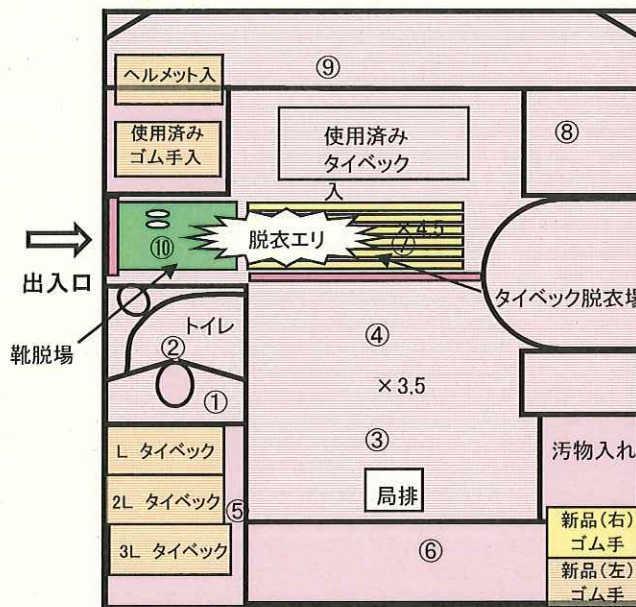 ⑨
ヘルメット入
使用済み
ゴム手入
使用済み
タイベック
入
⑧
⑩
脱衣エリ
×4.5
⑦
出入口
タイベック脱衣場
靴脱場
トイレ
②
①
④
×3.5
③
局排
L タイベック
2L タイベック
3L タイベック
⑤
⑥
汚物入れ
新品(右)
ゴム手
新品(左)
ゴム手